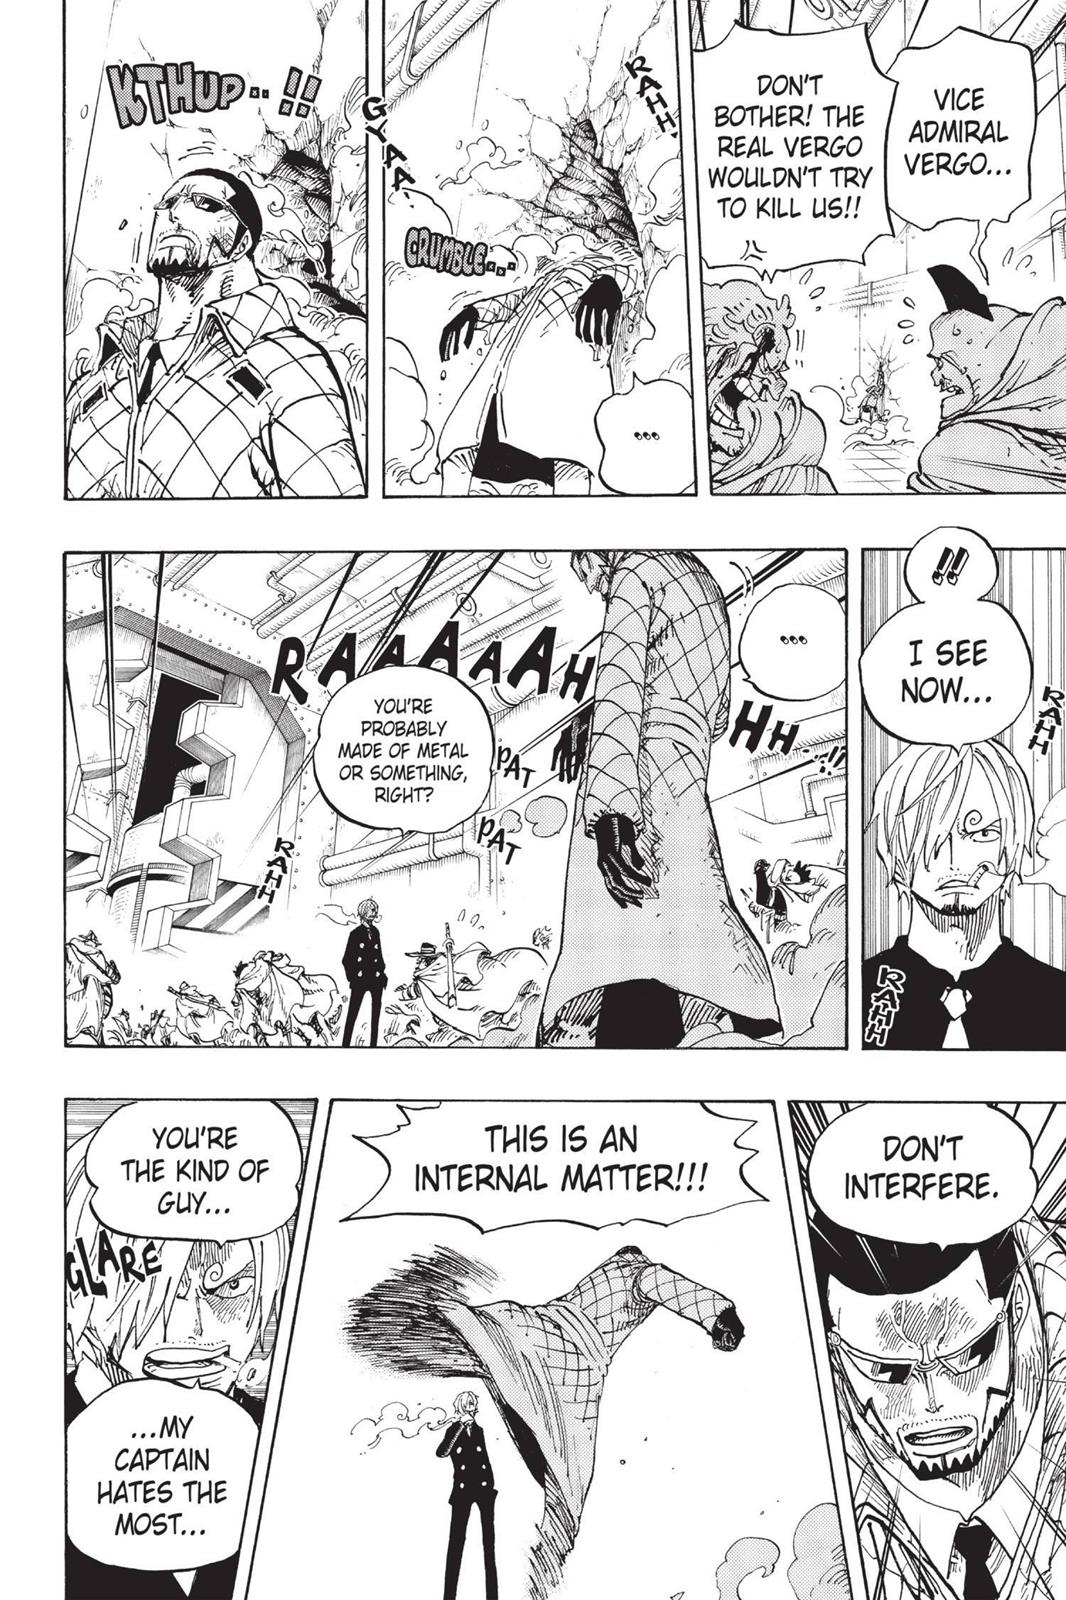 VICE
ADMIRAL
VERGO...
DON'T
BOTHER! THE
REAL VERGO
WOULDN'T TRY
TO KILL US!!
RAHH,
GYAA...
CRUMBLE...
...
KTHUP..!!
!!
I SEE
NOW...
RAHH
RAHH
...
RAAAAAAH
HH
HH...!?
YOU'RE
PROBABLY
MADE OF METAL
OR SOMETHING,
RIGHT?
PAT
PAT
RAHH
DON'T
INTERFERE.
THIS IS AN
INTERNAL MATTER!!!
YOU'RE
THE KIND OF
GUY...
GLARE
...MY
CAPTAIN
HATES THE
MOST...